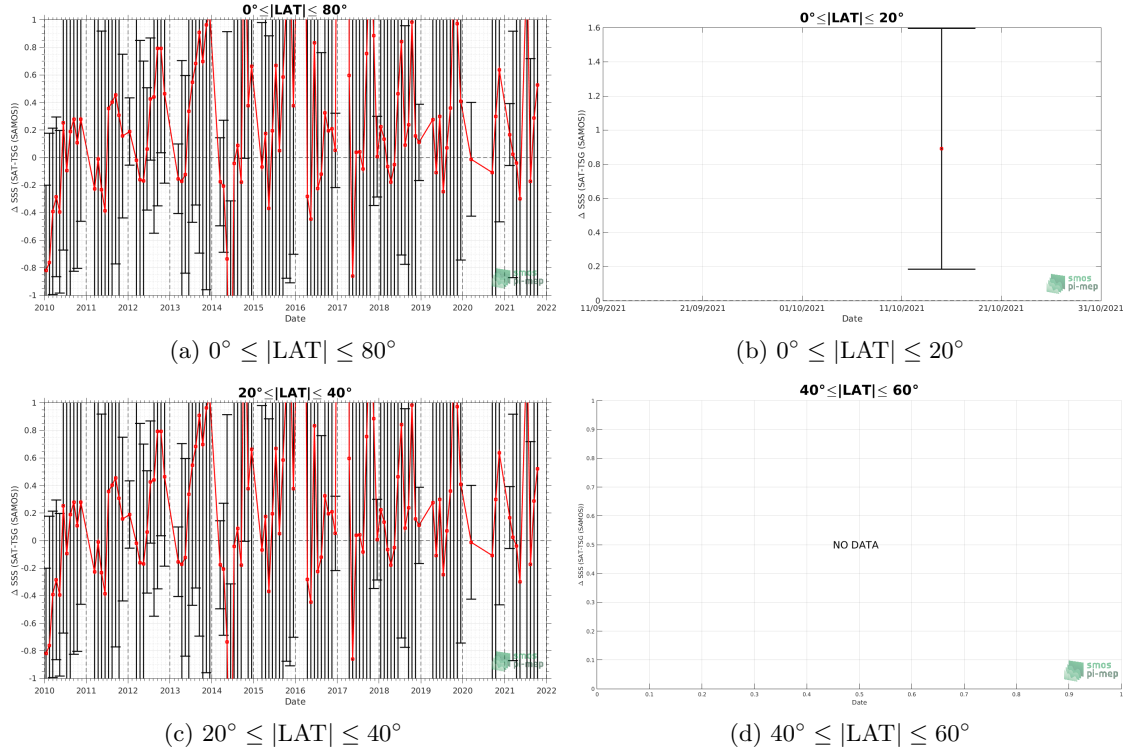 0°≤|LAT|≤ 80°
Δ SSS (SAT-TSG (SAMOS))
1
0.8
0.6
0.4
0.2
0
-0.2
-0.4
-0.6
-0.8
-1
2010 2011 2012 2013 2014 2015 2016 2017 2018 2019 2020 2021 2022
Date
smos
pi-mep
(a) 0° ≤ |LAT| ≤ 80°
0°≤|LAT|≤ 20°
Δ SSS (SAT-TSG (SAMOS))
1.6
1.4
1.2
1
0.8
0.6
0.4
0.2
0
11/09/2021 21/09/2021 01/10/2021 11/10/2021 21/10/2021 31/10/2021
Date
smos
pi-mep
(b) 0° ≤ |LAT| ≤ 20°
20°≤|LAT|≤ 40°
Δ SSS (SAT-TSG (SAMOS))
1
0.8
0.6
0.4
0.2
0
-0.2
-0.4
-0.6
-0.8
-1
2010 2011 2012 2013 2014 2015 2016 2017 2018 2019 2020 2021 2022
Date
smos
pi-mep
(c) 20° ≤ |LAT| ≤ 40°
40°≤|LAT|≤ 60°
Δ SSS (SAT-TSG (SAMOS))
1
0.9
0.8
0.7
0.6
0.5
0.4
0.3
0.2
0.1
0
NO DATA
0 0.1 0.2 0.3 0.4 0.5 0.6 0.7 0.8 0.9 1
Date
smos
pi-mep
(d) 40° ≤ |LAT| ≤ 60°